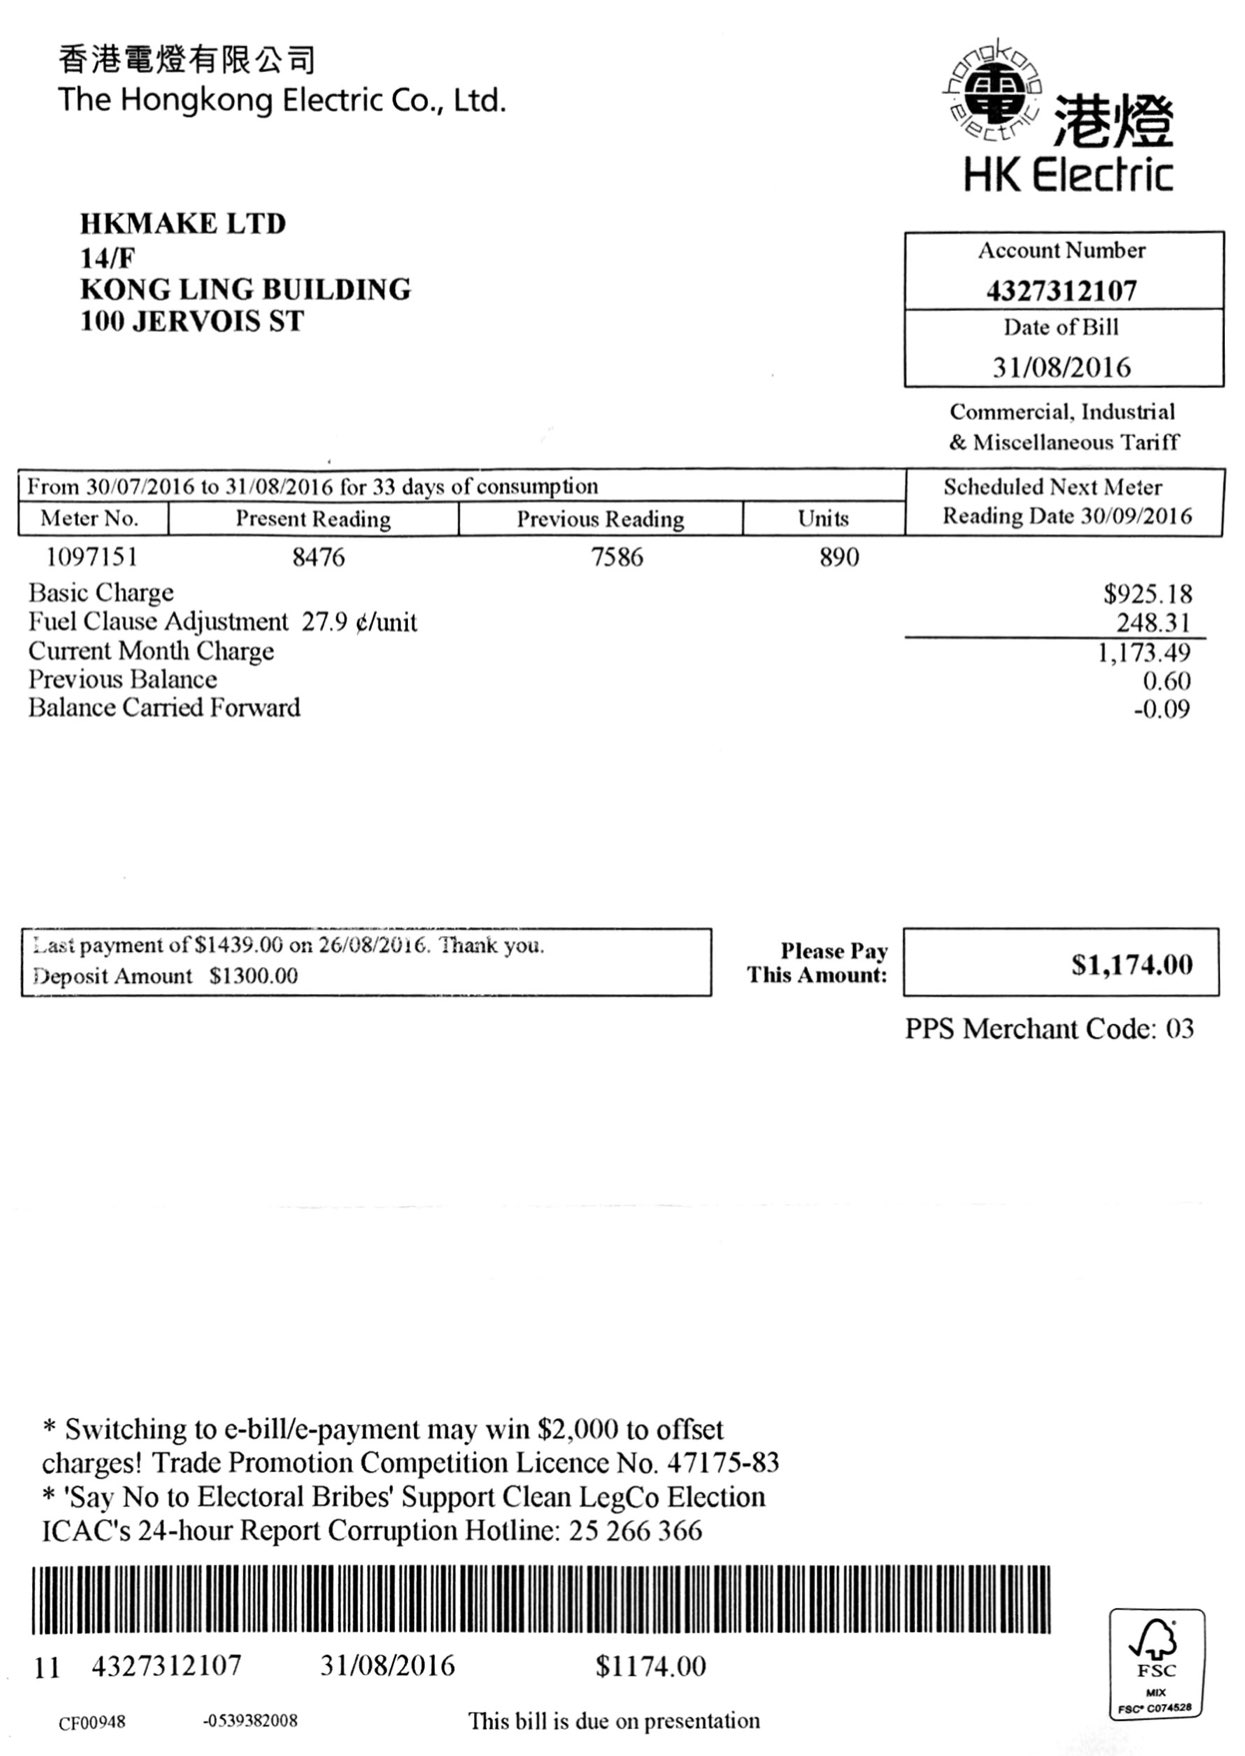 香港電燈有限公司
The Hongkong Electric Co., Ltd.
hongkong electric
電
港燈
HK Electric
HKMAKE LTD
14/F
KONG LING BUILDING
100 JERVOIS ST
Account Number
4327312107
Date of Bill
31/08/2016
Commercial, Industrial
& Miscellaneous Tariff
From 30/07/2016 to 31/08/2016 for 33 days of consumption
Scheduled Next Meter
Reading Date 30/09/2016
Meter No. Present Reading Previous Reading Units
1097151 8476 7586 890
Basic Charge $925.18
Fuel Clause Adjustment 27.9 ¢/unit 248.31
Current Month Charge 1,173.49
Previous Balance 0.60
Balance Carried Forward -0.09
Last payment of $1439.00 on 26/08/2016. Thank you.
Deposit Amount $1300.00
Please Pay
This Amount:
$1,174.00
PPS Merchant Code: 03
* Switching to e-bill/e-payment may win $2,000 to offset
charges! Trade Promotion Competition Licence No. 47175-83
* 'Say No to Electoral Bribes' Support Clean LegCo Election
ICAC's 24-hour Report Corruption Hotline: 25 266 366
11 4327312107 31/08/2016 $1174.00
CF00948 -0539382008 This bill is due on presentation
FSC
MIX
FSC® C074528